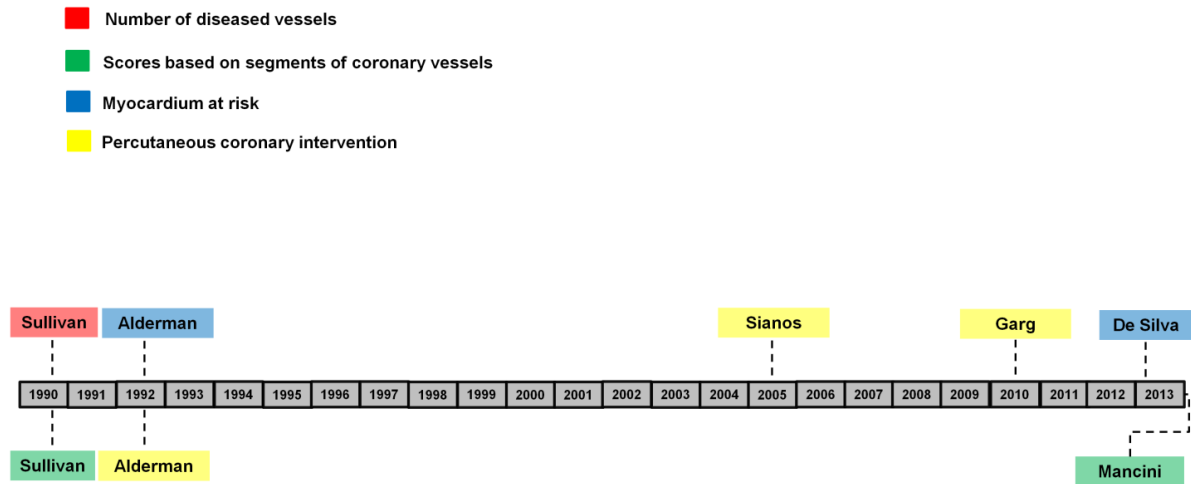 Number of diseased vessels
Scores based on segments of coronary vessels
Myocardium at risk
Percutaneous coronary intervention
Sullivan Alderman Sianos Garg De Silva
1990 1991 1992 1993 1994 1995 1996 1997 1998 1999 2000 2001 2002 2003 2004 2005 2006 2007 2008 2009 2010 2011 2012 2013
Sullivan Alderman Mancini